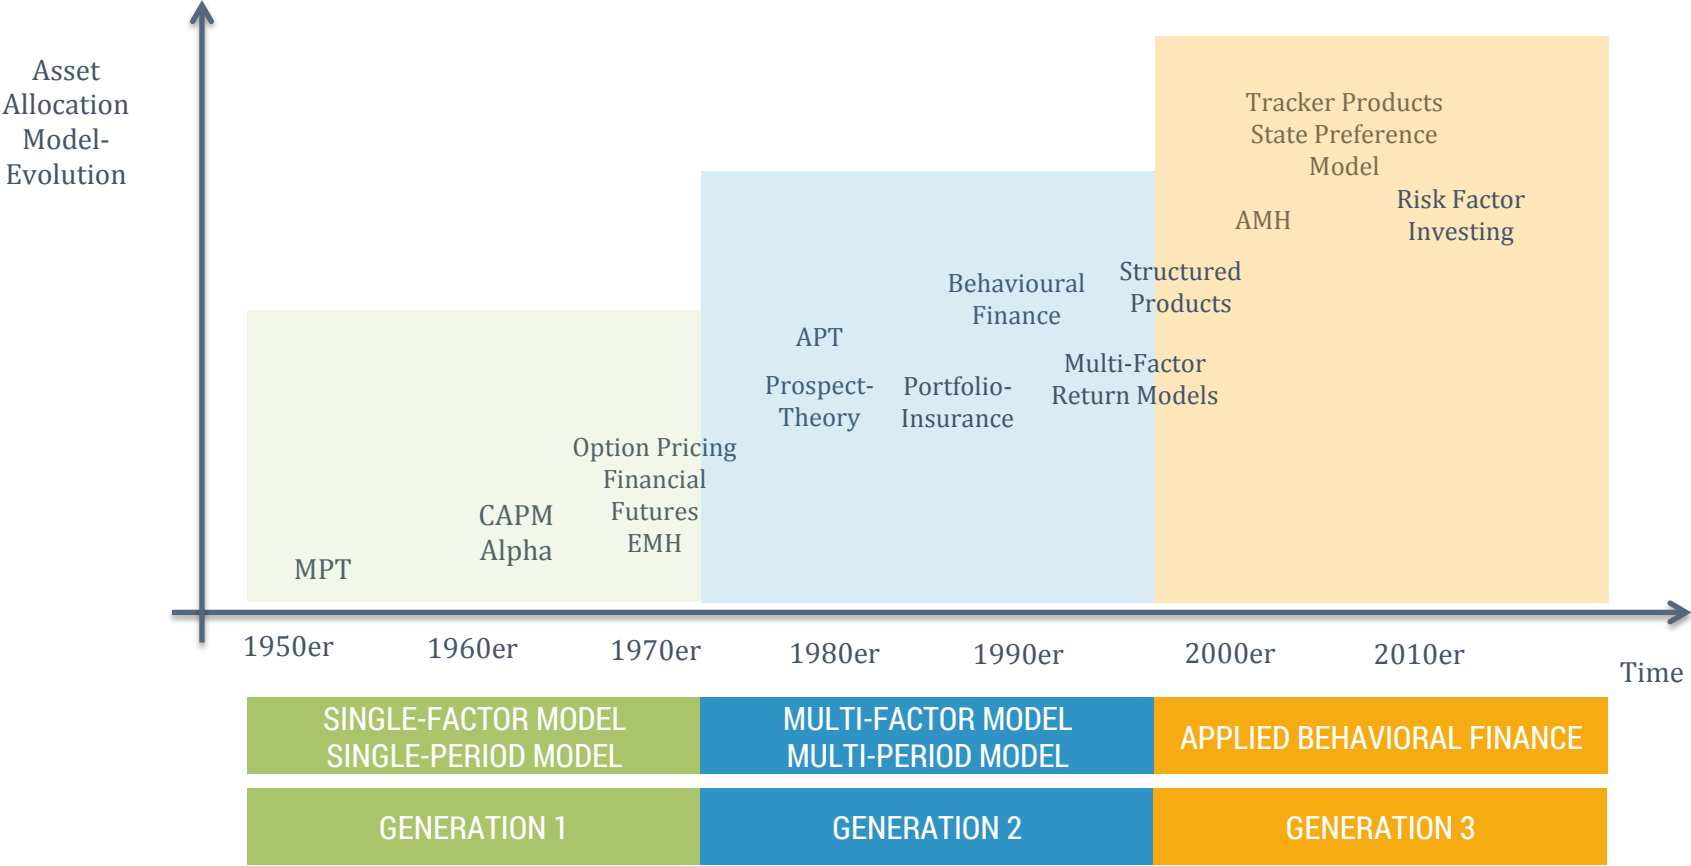 Asset
Allocation
Model-
Evolution
Tracker Products
State Preference
Model
Risk Factor
Investing
AMH
Structured
Products
Behavioural
Finance
APT
Multi-Factor
Return Models
Prospect-
Theory
Portfolio-
Insurance
Option Pricing
Financial
Futures
EMH
CAPM
Alpha
MPT
1950er
1960er
1970er
1980er
1990er
2000er
2010er
Time
SINGLE-FACTOR MODEL
SINGLE-PERIOD MODEL
MULTI-FACTOR MODEL
MULTI-PERIOD MODEL
APPLIED BEHAVIORAL FINANCE
GENERATION 1
GENERATION 2
GENERATION 3